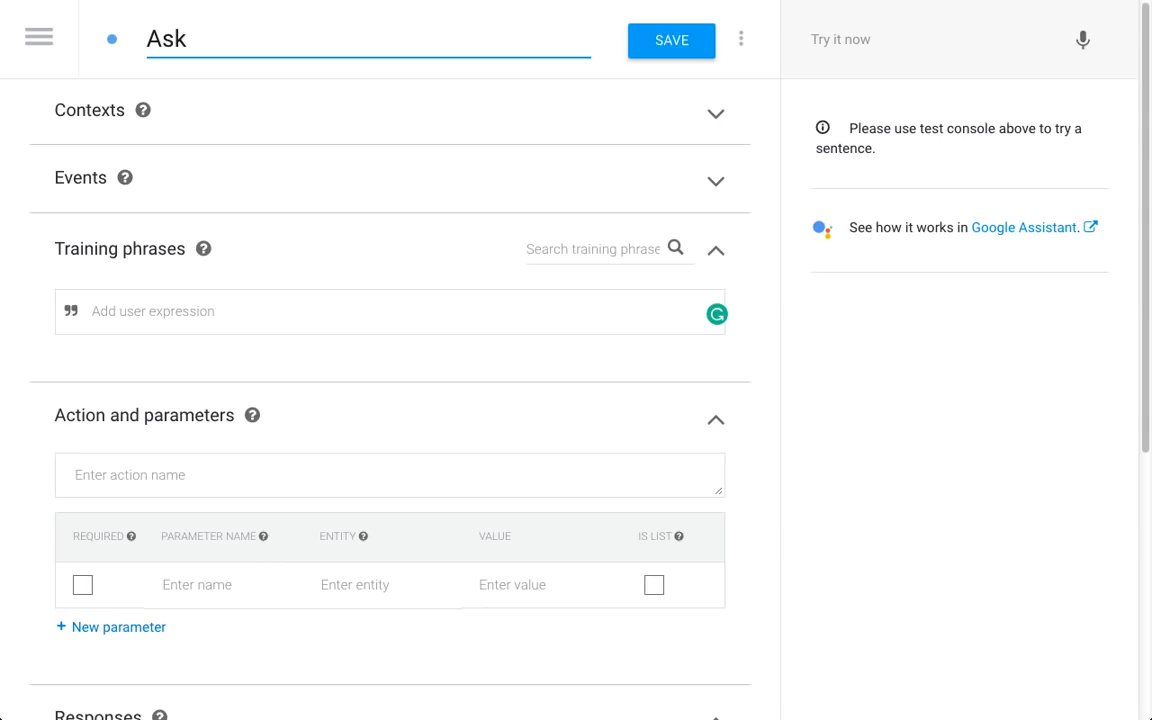 Ask
SAVE
Try it now
Contexts
Please use test console above to try a
sentence.
Events
See how it works in Google Assistant.
Training phrases
Search training phrase
Add user expression
Action and parameters
Enter action name
REQUIRED PARAMETER NAME ENTITY VALUE IS LIST
Enter name Enter entity Enter value
+ New parameter
Responses